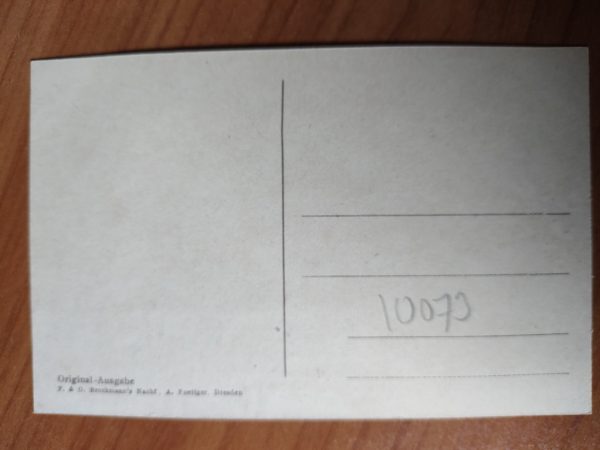 10073
Original-Ausgabe
F. & O. Brockmann's Nachf. A. Dresden